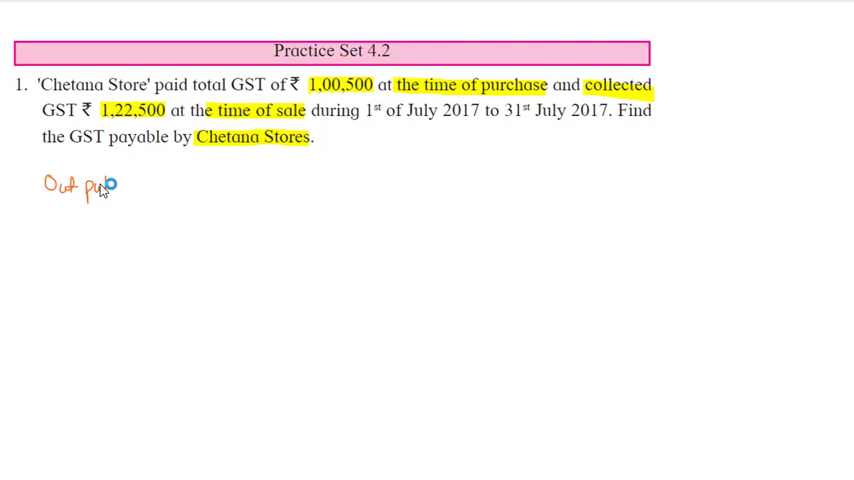 Practice Set 4.2
1. 'Chetana Store' paid total GST of ₹ 1,00,500 at the time of purchase and collected
GST ₹ 1,22,500 at the time of sale during 1st of July 2017 to 31st July 2017. Find
the GST payable by Chetana Stores.
Out pu